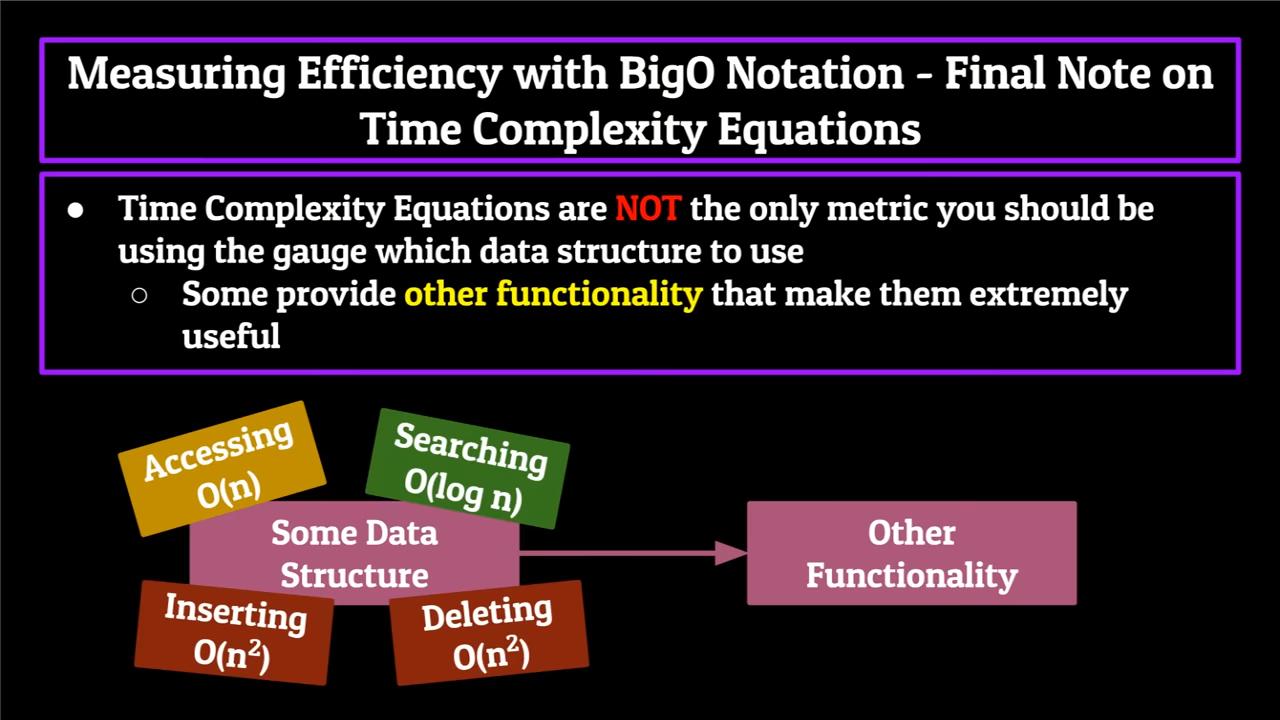 Measuring Efficiency with BigO Notation - Final Note on
Time Complexity Equations
● Time Complexity Equations are NOT the only metric you should be
using the gauge which data structure to use
○ Some provide other functionality that make them extremely
useful
Accessing
O(n)
Searching
O(log n)
Some Data
Structure
Other
Functionality
Inserting
O(n²)
Deleting
O(n²)